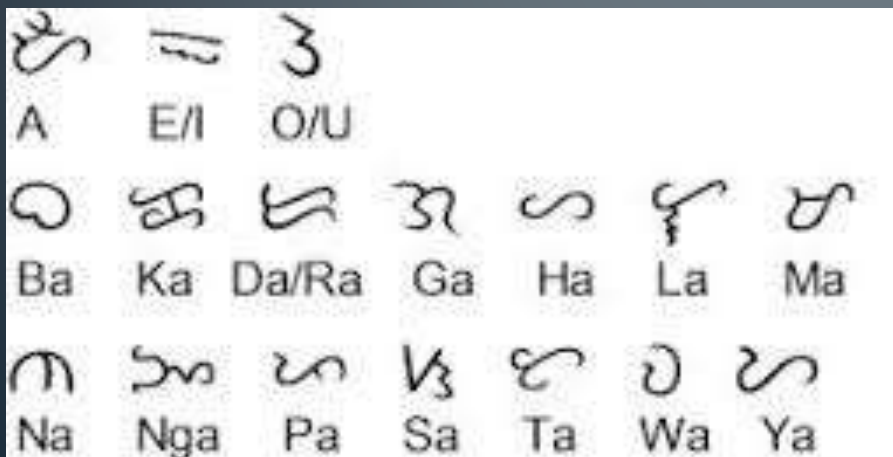 ᜀ ᜁ ᜂ
A E/I O/U
ᜊ ᜃ ᜇ ᜄ ᜑ ᜎ ᜋ
Ba Ka Da/Ra Ga Ha La Ma
ᜈ ᜅ ᜉ ᜐ ᜆ ᜏ ᜌ
Na Nga Pa Sa Ta Wa Ya